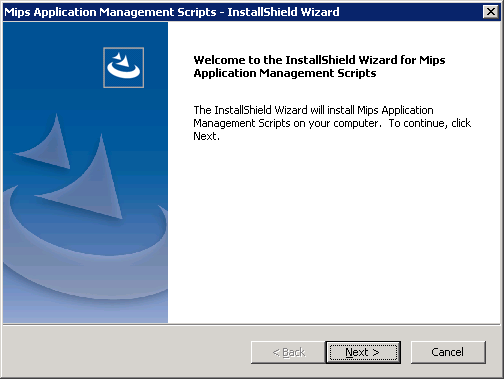 Mips Application Management Scripts - InstallShield Wizard
Welcome to the InstallShield Wizard for Mips
Application Management Scripts
The InstallShield Wizard will install Mips Application
Management Scripts on your computer.  To continue, click
Next.
< Back
Next >
Cancel